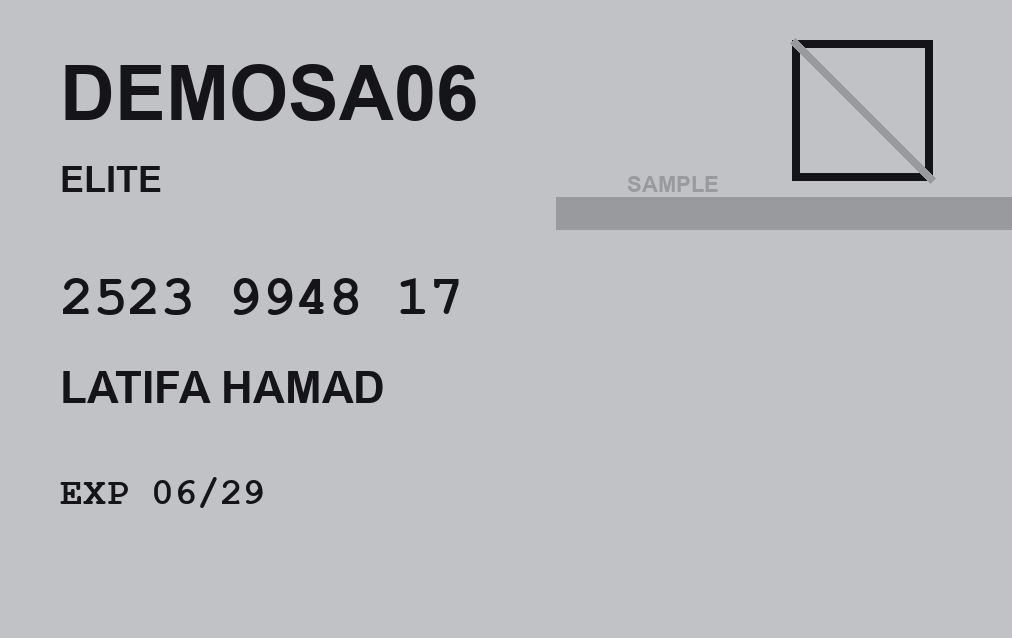 DEMOSA06
ELITE
SAMPLE
2523 9948 17
LATIFA HAMAD
EXP 06/29